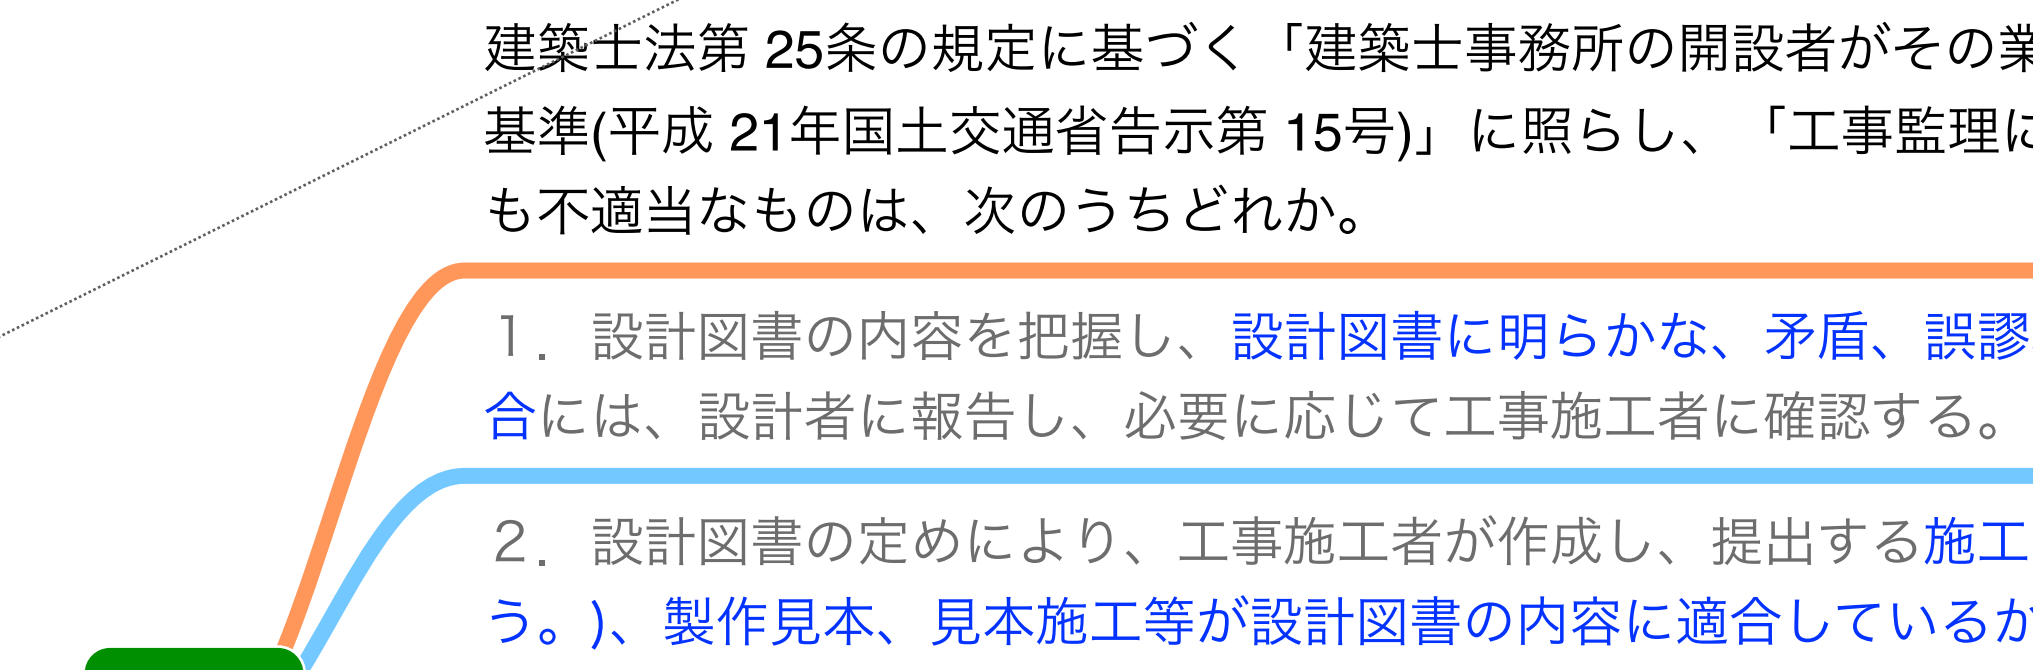 建築士法第 25条の規定に基づく「建築士事務所の開設者がその業
基準(平成 21年国土交通省告示第 15号)」に照らし、「工事監理に
も不適当なものは、次のうちどれか。
１．設計図書の内容を把握し、設計図書に明らかな、矛盾、誤謬、
合には、設計者に報告し、必要に応じて工事施工者に確認する。
２．設計図書の定めにより、工事施工者が作成し、提出する施工
う。)、製作見本、見本施工等が設計図書の内容に適合しているか